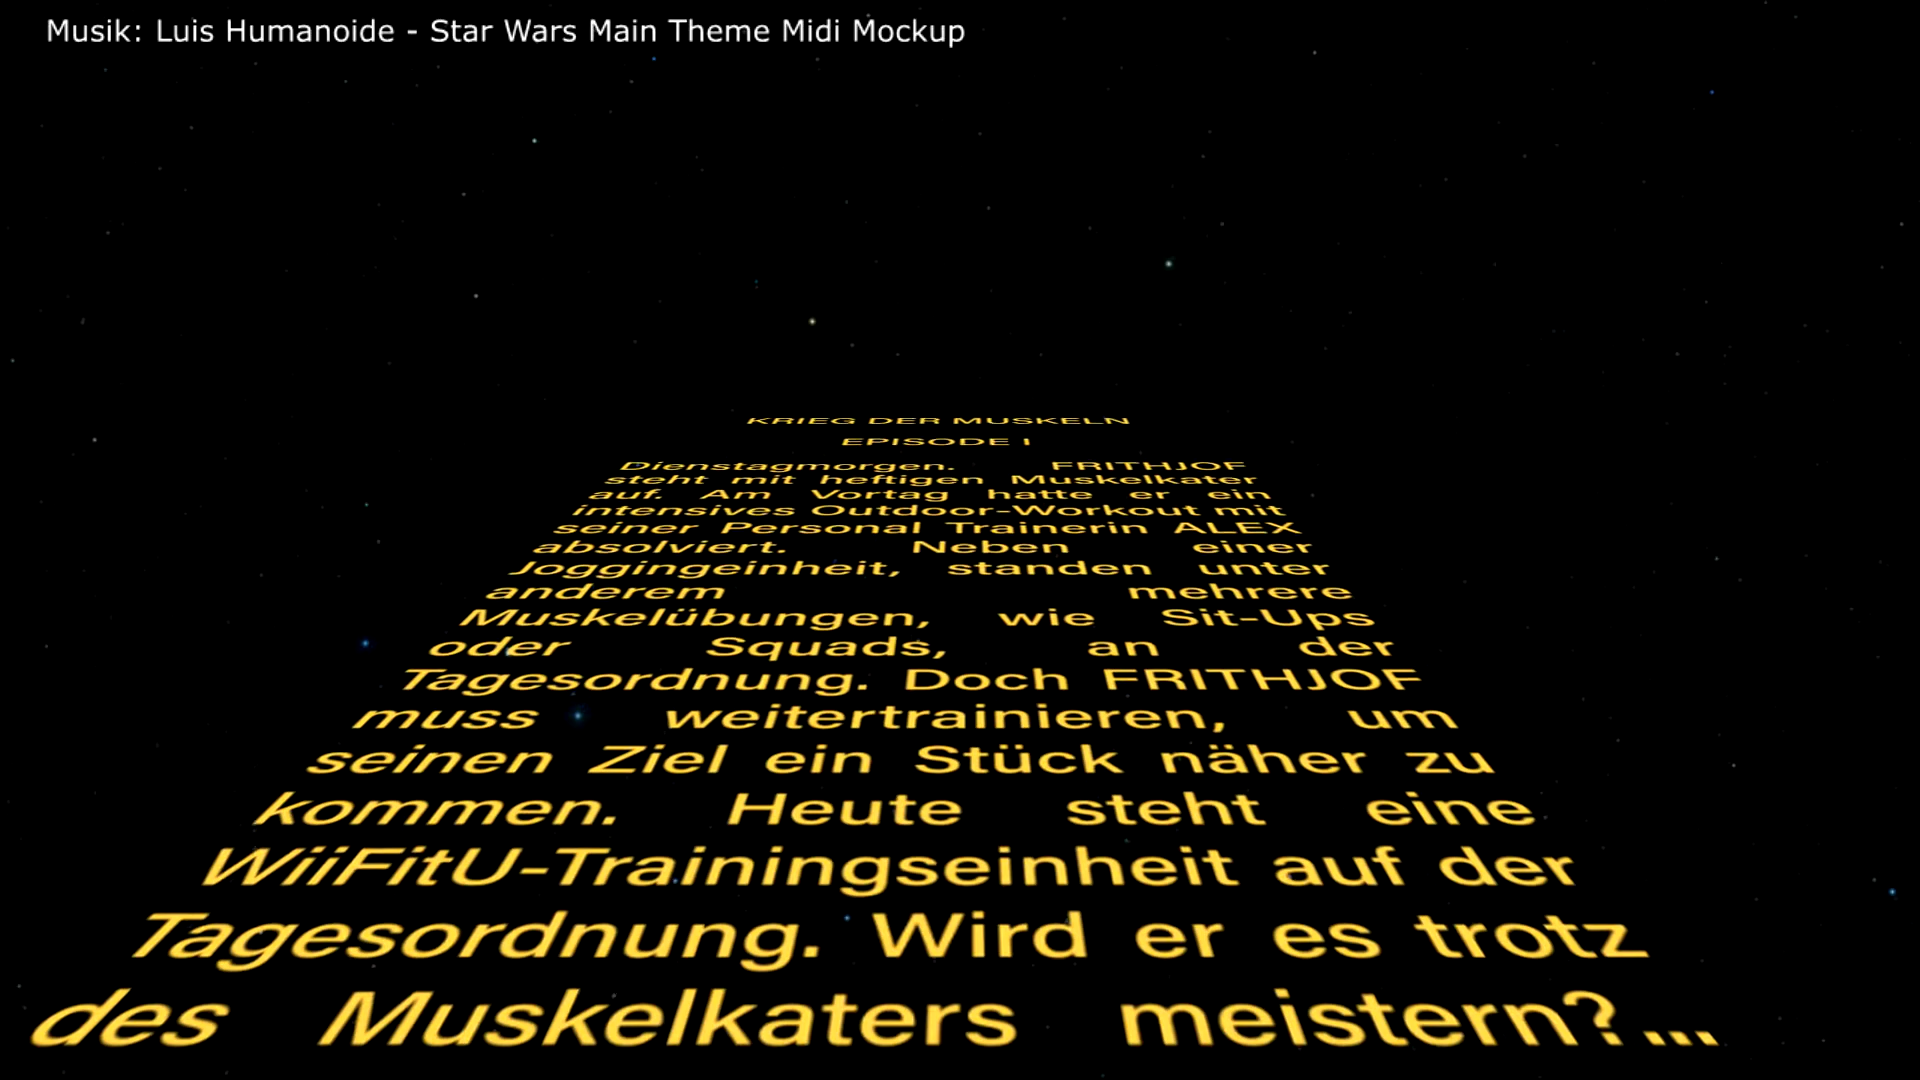 Musik: Luis Humanoide - Star Wars Main Theme Midi Mockup
KRIEG DER MUSKELN
EPISODE I
Dienstagmorgen. FRITHJOF
steht mit heftigen Muskelkater
auf. Am Vortag hatte er ein
intensives Outdoor-Workout mit
seiner Personal Trainerin ALEX
absolviert. Neben einer
Joggingeinheit, standen unter
anderem mehrere
Muskelübungen, wie Sit-Ups
oder Squads, an der
Tagesordnung. Doch FRITHJOF
muss weitertrainieren, um
seinen Ziel ein Stück näher zu
kommen. Heute steht eine
WiiFitU-Trainingseinheit auf der
Tagesordnung. Wird er es trotz
des Muskelkaters meistern?...